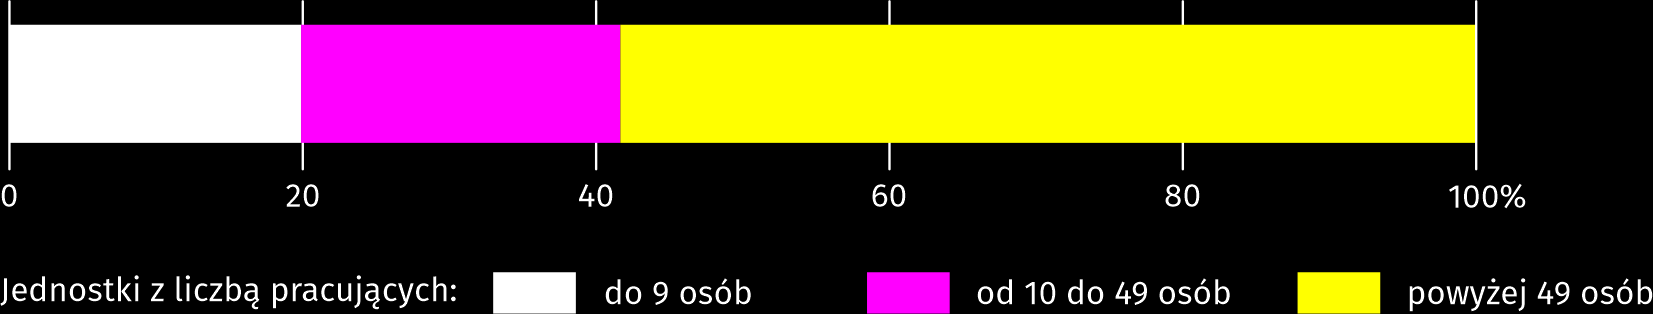 0 20 40 60 80 100%
Jednostki z liczbą pracujących: do 9 osób od 10 do 49 osób powyżej 49 osób